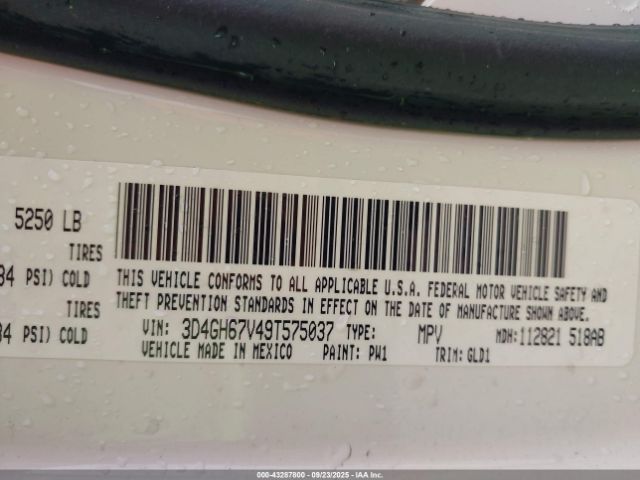 5250 LB
TIRES
34 PSI) COLD
TIRES
34 PSI) COLD
THIS VEHICLE CONFORMS TO ALL APPLICABLE U.S.A. FEDERAL MOTOR VEHICLE SAFETY AND
THEFT PREVENTION STANDARDS IN EFFECT ON THE DATE OF MANUFACTURE SHOWN ABOVE.
VIN: 3D4GH67V49T575037 TYPE: MPV MDH:112821 518AB
VEHICLE MADE IN MEXICO PAINT: PW1 TRIM: GLD1
000-43287800 - 09/23/2025 - IAA Inc.